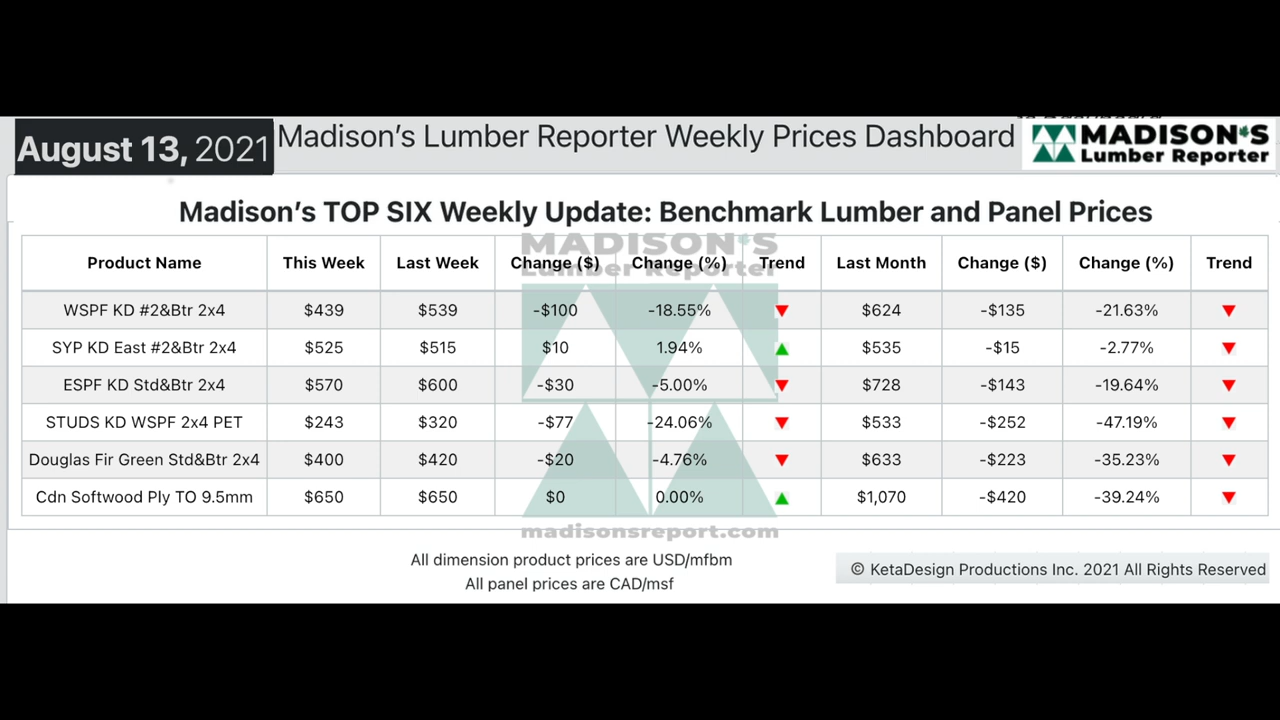 August 13, 2021
Madison's Lumber Reporter Weekly Prices Dashboard
MADISON'S
Lumber Reporter
Madison's TOP SIX Weekly Update: Benchmark Lumber and Panel Prices
MADISON'S
Lumber Reporter
Product Name This Week Last Week Change ($) Change (%) Trend Last Month Change ($) Change (%) Trend
WSPF KD #2&Btr 2x4 $439 $539 -$100 -18.55% ▼ $624 -$135 -21.63% ▼
SYP KD East #2&Btr 2x4 $525 $515 $10 1.94% ▲ $535 -$15 -2.77% ▼
ESPF KD Std&Btr 2x4 $570 $600 -$30 -5.00% ▼ $728 -$143 -19.64% ▼
STUDS KD WSPF 2x4 PET $243 $320 -$77 -24.06% ▼ $533 -$252 -47.19% ▼
Douglas Fir Green Std&Btr 2x4 $400 $420 -$20 -4.76% ▼ $633 -$223 -35.23% ▼
Cdn Softwood Ply TO 9.5mm $650 $650 $0 0.00% ▲ $1,070 -$420 -39.24% ▼
madisonsreport.com
All dimension product prices are USD/mfbm
All panel prices are CAD/msf
© KetaDesign Productions Inc. 2021 All Rights Reserved